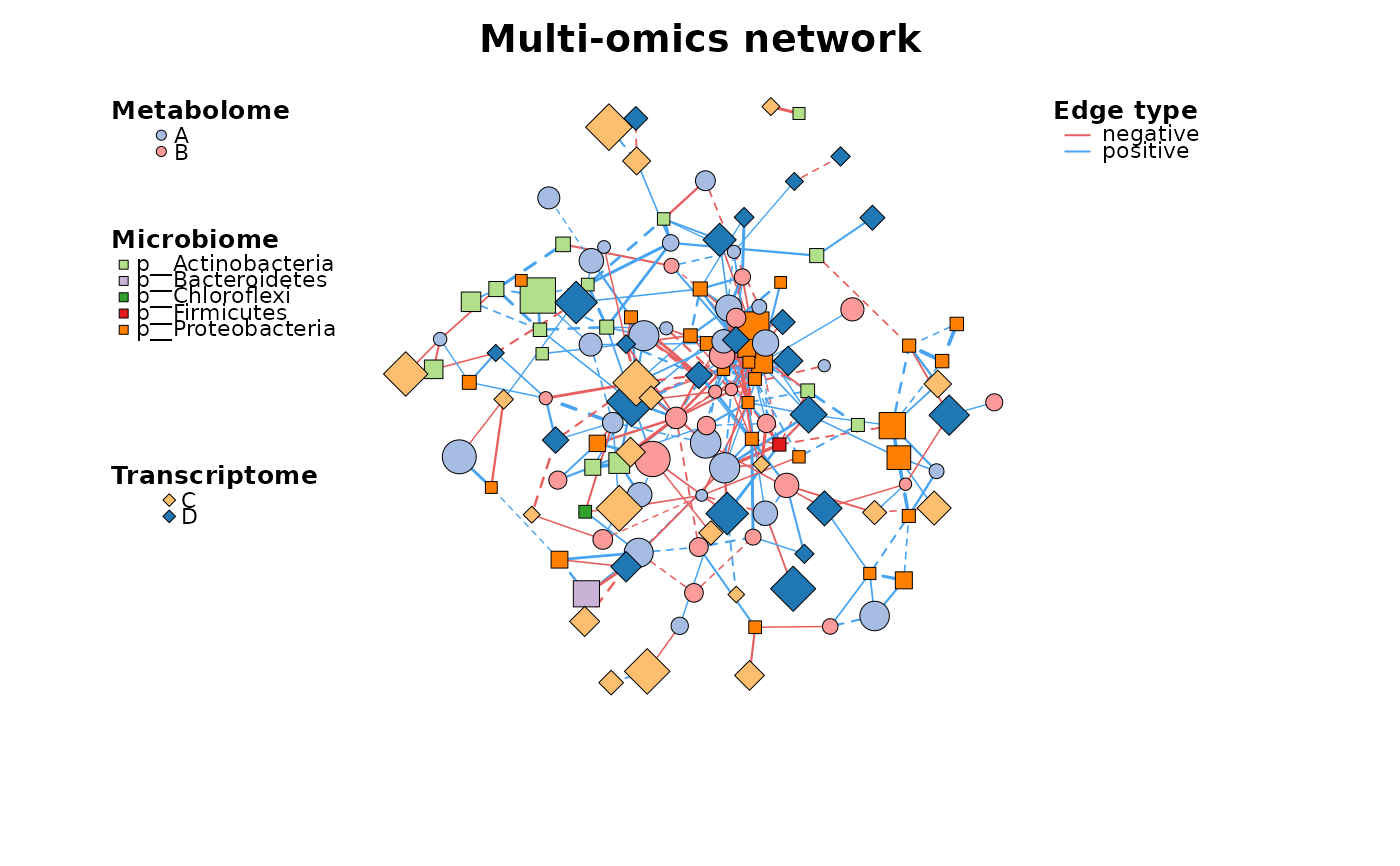 Multi-omics network
Metabolome
A
B
Microbiome
p__Actinobacteria
p__Bacteroidetes
p__Chloroflexi
p__Firmicutes
p__Proteobacteria
Transcriptome
C
D
Edge type
negative
positive